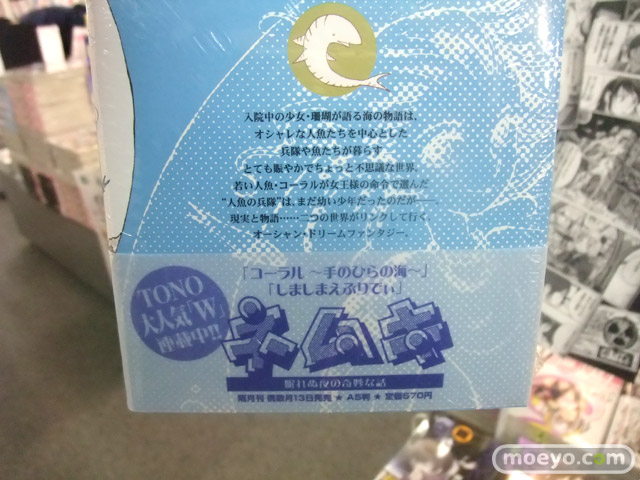 入院中の少女・珊瑚が語る海の物語は、
オシャレな人魚たちを中心とした
兵隊や魚たちが暮らす
とても賑やかでちょっと不思議な世界。
若い人魚・コーラルが女王様の命令で選んだ
“人魚の兵隊”は、まだ幼い少年だったのだが――
現実と物語……二つの世界がリンクして行く、
オーシャン・ドリームファンタジー。
TONO
大人気「W」
連載中!!
「コーラル 〜手のひらの海〜」
「しましまえぶりでぃ」
ネムキ
眠れぬ夜の奇妙な話
隔月刊 偶数月13日発売 ★ A5判 ★ 定価670円
moeyo.com